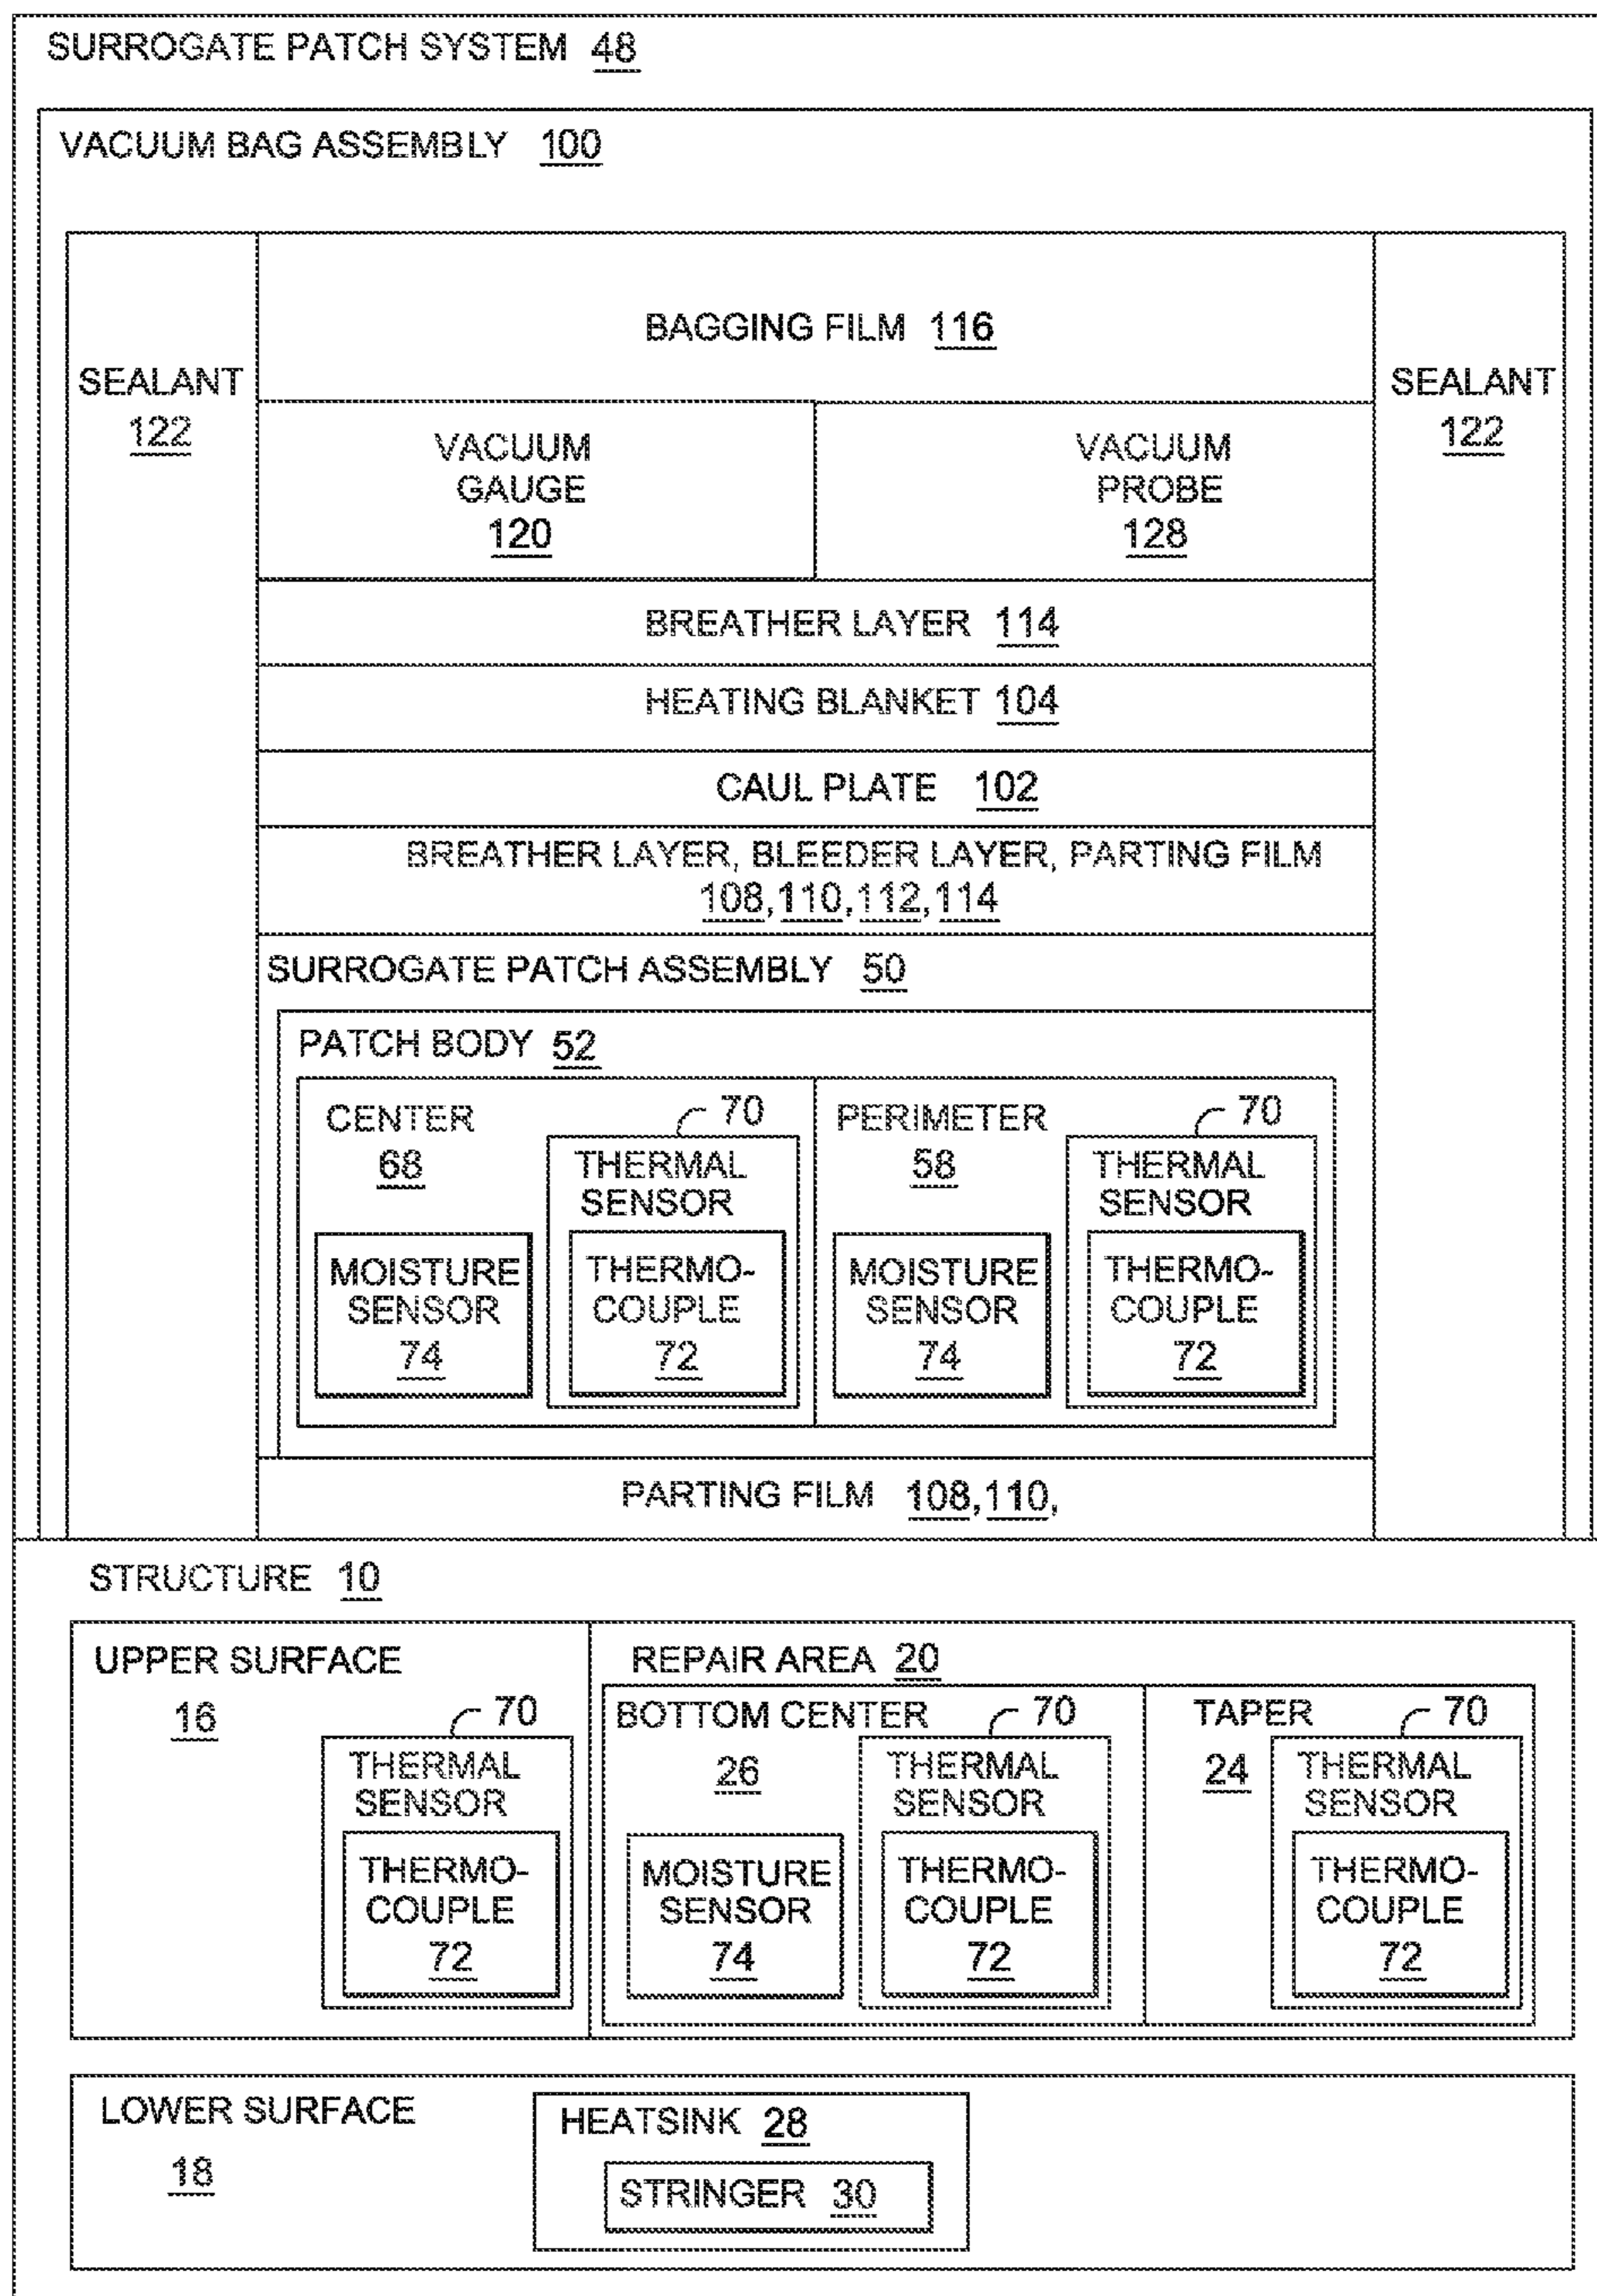 SURROGATE PATCH SYSTEM 48
VACUUM BAG ASSEMBLY 100
BAGGING FILM 116
SEALANT
122
SEALANT
122
VACUUM
GAUGE
120
VACUUM
PROBE
128
BREATHER LAYER 114
HEATING BLANKET 104
CAUL PLATE 102
BREATHER LAYER, BLEEDER LAYER, PARTING FILM
108, 110, 112, 114
SURROGATE PATCH ASSEMBLY 50
PATCH BODY 52
CENTER
68
70
THERMAL
SENSOR
MOISTURE
SENSOR
74
THERMO-
COUPLE
72
PERIMETER
58
70
THERMAL
SENSOR
MOISTURE
SENSOR
74
THERMO-
COUPLE
72
PARTING FILM 108, 110,
STRUCTURE 10
UPPER SURFACE
16
70
THERMAL
SENSOR
THERMO-
COUPLE
72
REPAIR AREA 20
BOTTOM CENTER
26
70
THERMAL
SENSOR
MOISTURE
SENSOR
74
THERMO-
COUPLE
72
TAPER
24
70
THERMAL
SENSOR
THERMO-
COUPLE
72
LOWER SURFACE
18
HEATSINK 28
STRINGER 30